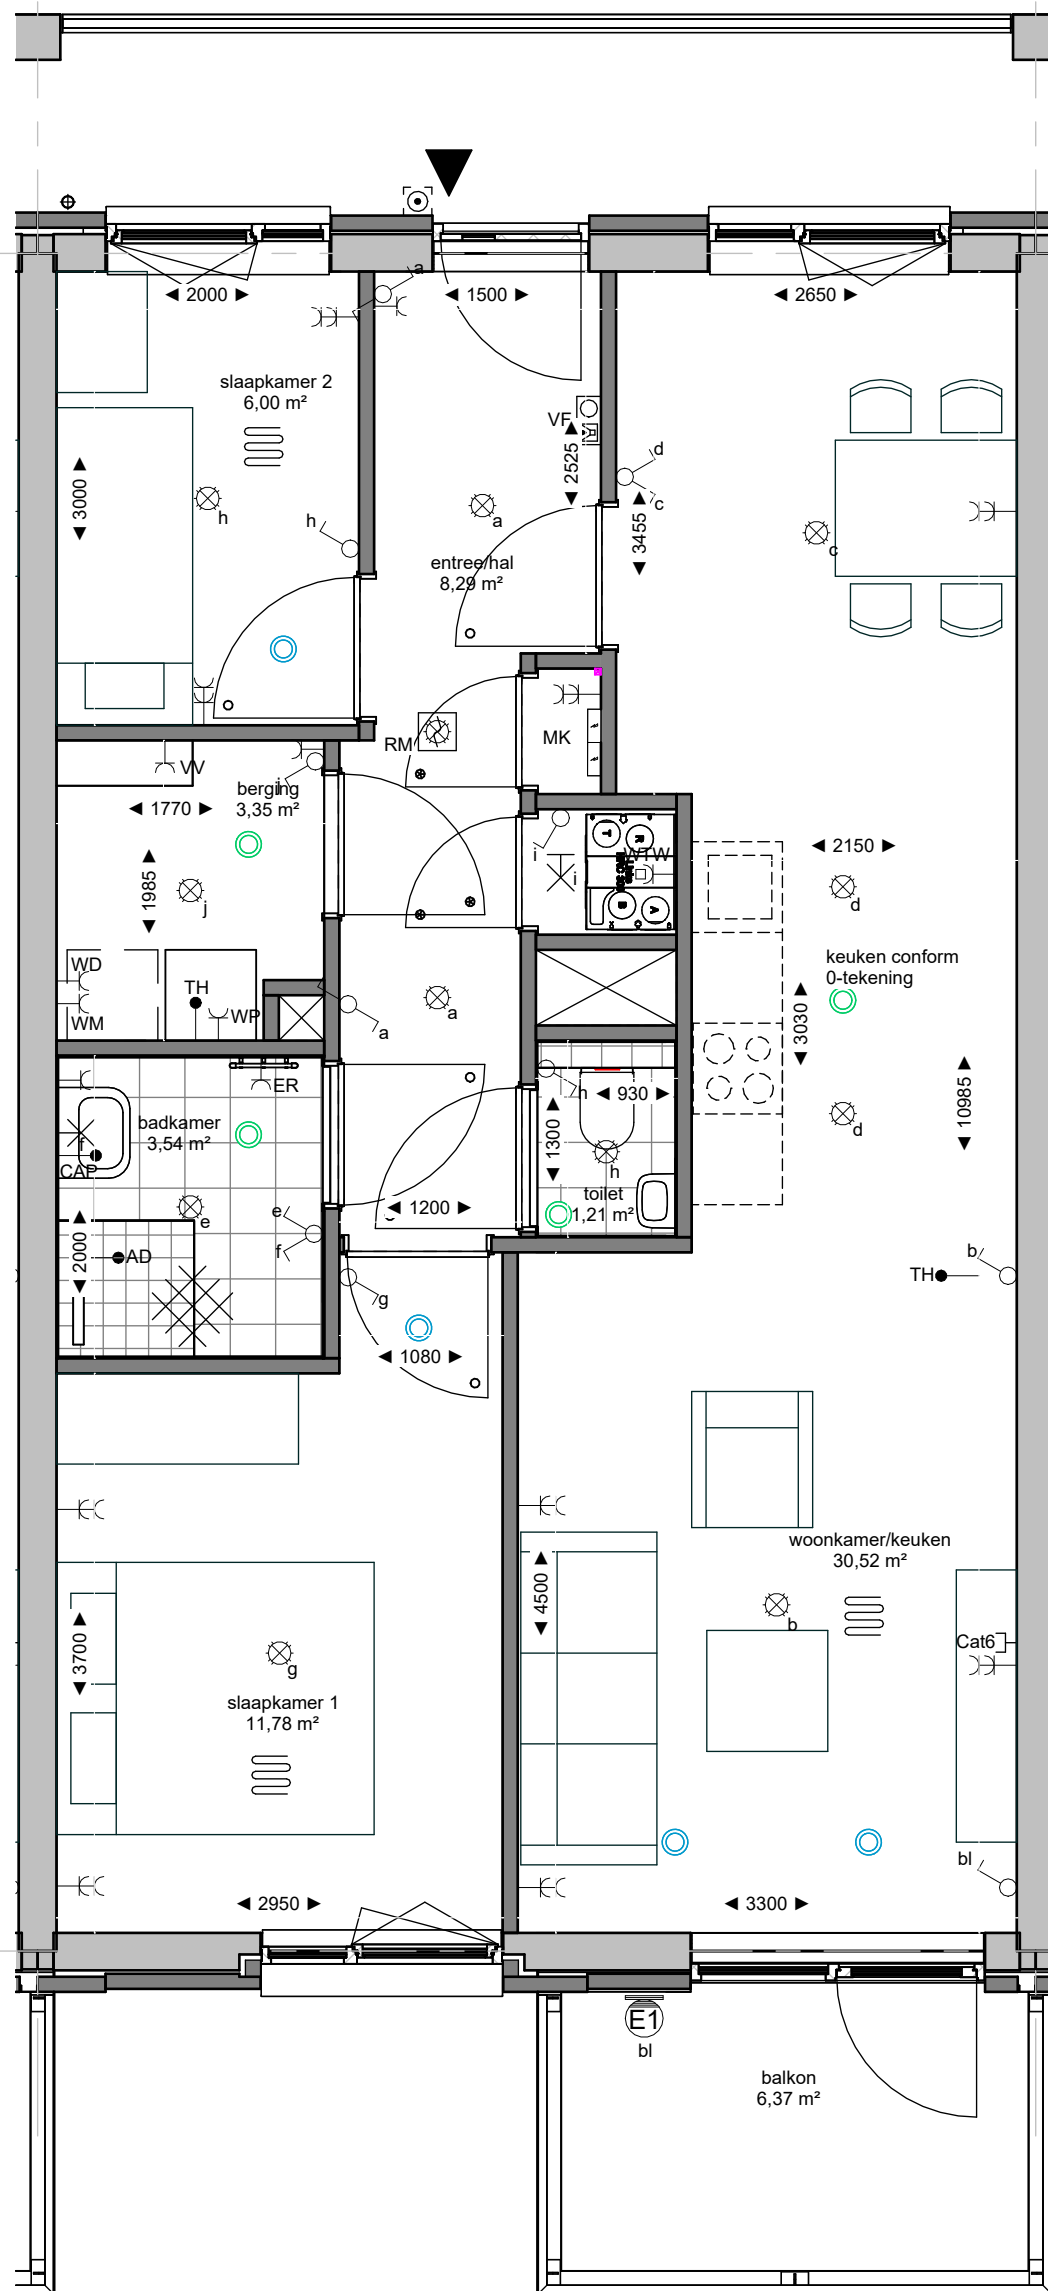 a
◄ 2000 ►
◄ 1500 ►
◄ 2650 ►
slaapkamer 2
6,00 m²
VF
◄ 2525 ►
d
c
◄ 3000 ►
h
h
a
◄ 3455 ►
c
entree/hal
8,29 m²
RM
MK
VV
j
berging
3,35 m²
◄ 1770 ►
◄ 1985 ►
j
i
i
WTW
T
R
B
A
◄ 2150 ►
d
keuken conform
0-tekening
WD
WM
TH
WP
a
a
◄ 3030 ►
◄ 10985 ►
ER
h
◄ 930 ►
◄ 1300 ►
d
badkamer
3,54 m²
f
CAP
h
toilet
1,21 m²
e
e
f
◄ 1200 ►
◄ 2000 ►
AD
b
TH
g
◄ 1080 ►
woonkamer/keuken
30,52 m²
◄ 4500 ►
b
Cat6
◄ 3700 ►
g
slaapkamer 1
11,78 m²
bl
◄ 2950 ►
◄ 3300 ►
E1
bl
balkon
6,37 m²